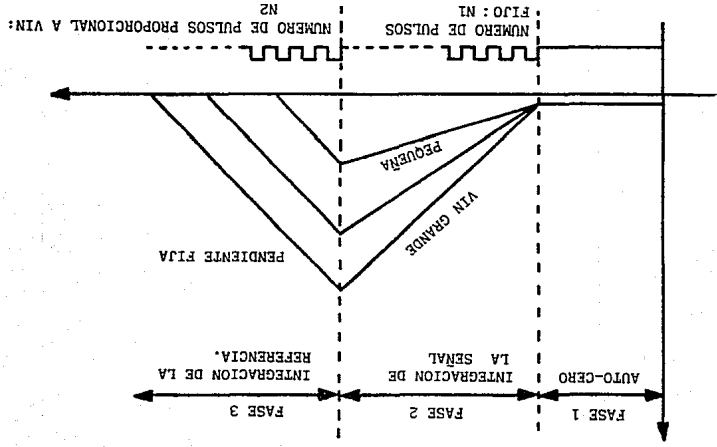 FASE 1
AUTO-CERO
FASE 2
INTEGRACION DE
LA SEÑAL
FASE 3
INTEGRACION DE LA
REFERENCIA.
VIN GRANDE
PEQUEÑA
PENDIENTE FIJA
NUMERO DE PULSOS
FIJO: N1
NUMERO DE PULSOS PROPORCIONAL A VIN:
N2